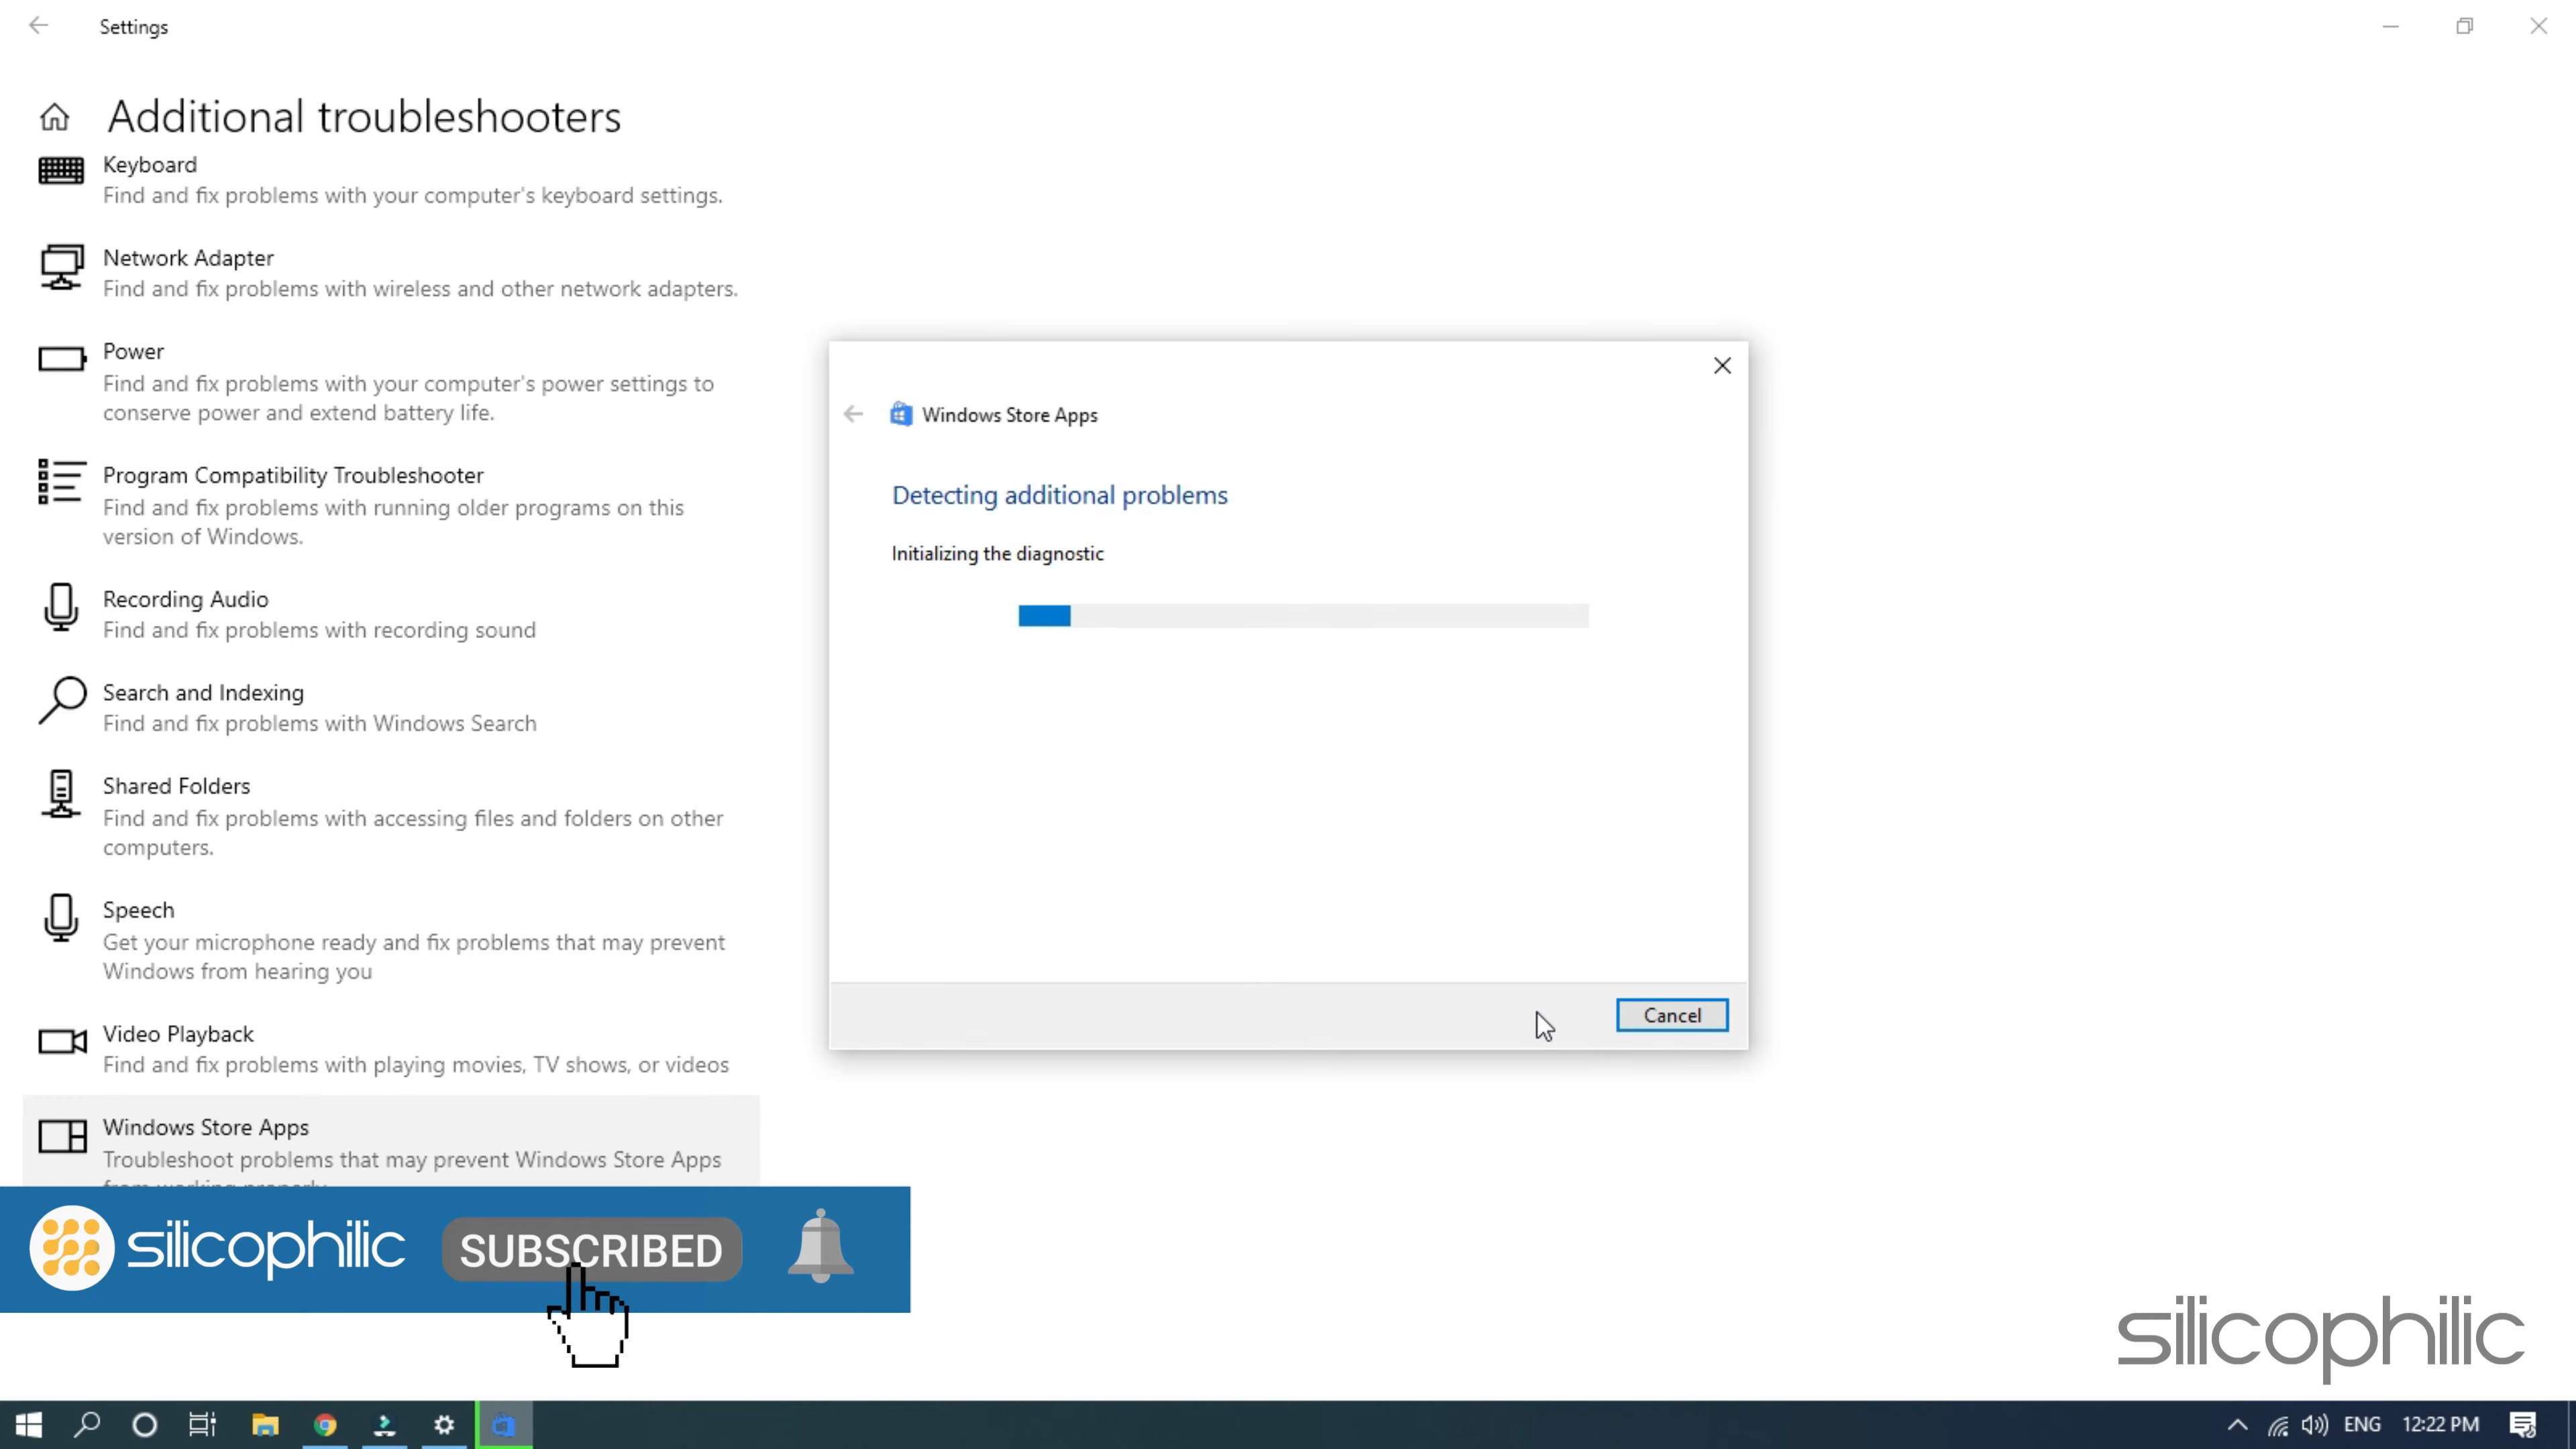 Settings
Additional troubleshooters
Keyboard
Find and fix problems with your computer's keyboard settings.
Network Adapter
Find and fix problems with wireless and other network adapters.
Power
Find and fix problems with your computer's power settings to
conserve power and extend battery life.
Program Compatibility Troubleshooter
Find and fix problems with running older programs on this
version of Windows.
Recording Audio
Find and fix problems with recording sound
Search and Indexing
Find and fix problems with Windows Search
Shared Folders
Find and fix problems with accessing files and folders on other
computers.
Speech
Get your microphone ready and fix problems that may prevent
Windows from hearing you
Video Playback
Find and fix problems with playing movies, TV shows, or videos
Windows Store Apps
Troubleshoot problems that may prevent Windows Store Apps
from working properly
Windows Store Apps
Detecting additional problems
Initializing the diagnostic
Cancel
silicophilic
SUBSCRIBED
silicophilic
ENG
12:22 PM